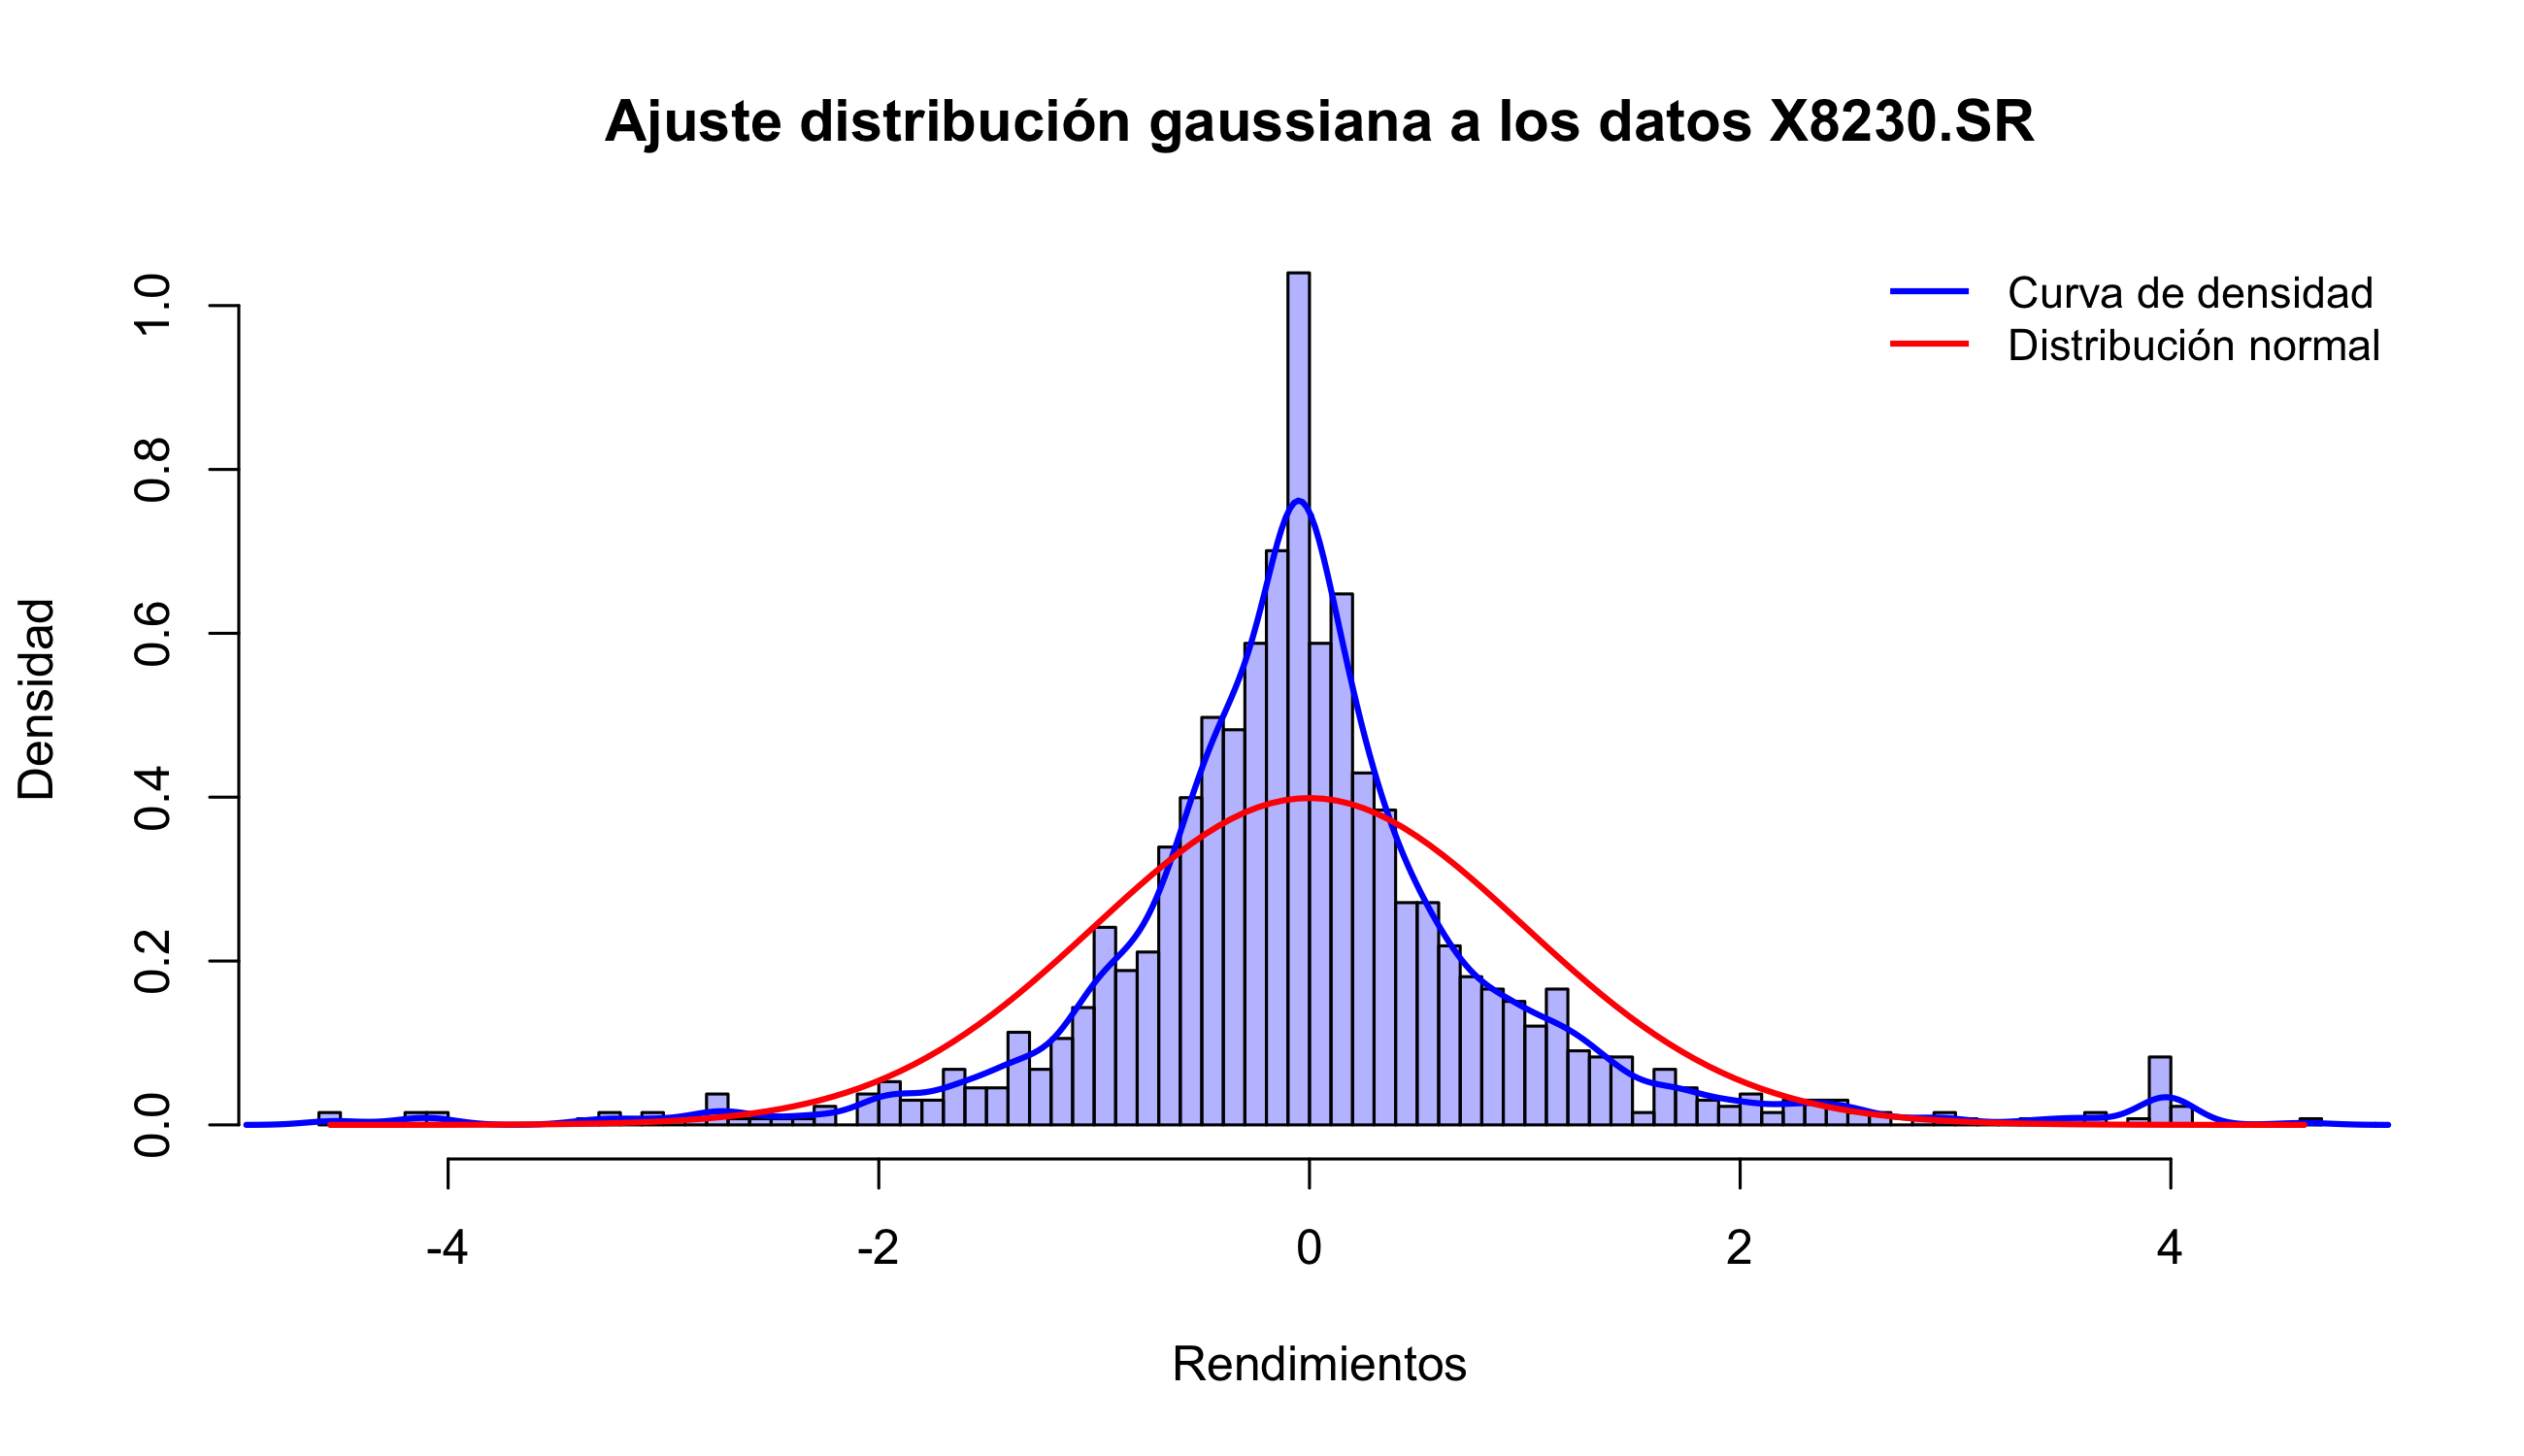 Ajuste distribución gaussiana a los datos X8230.SR
Curva de densidad
Distribución normal
Densidad
1.0
0.8
0.6
0.4
0.2
0.0
-4 -2 0 2 4
Rendimientos